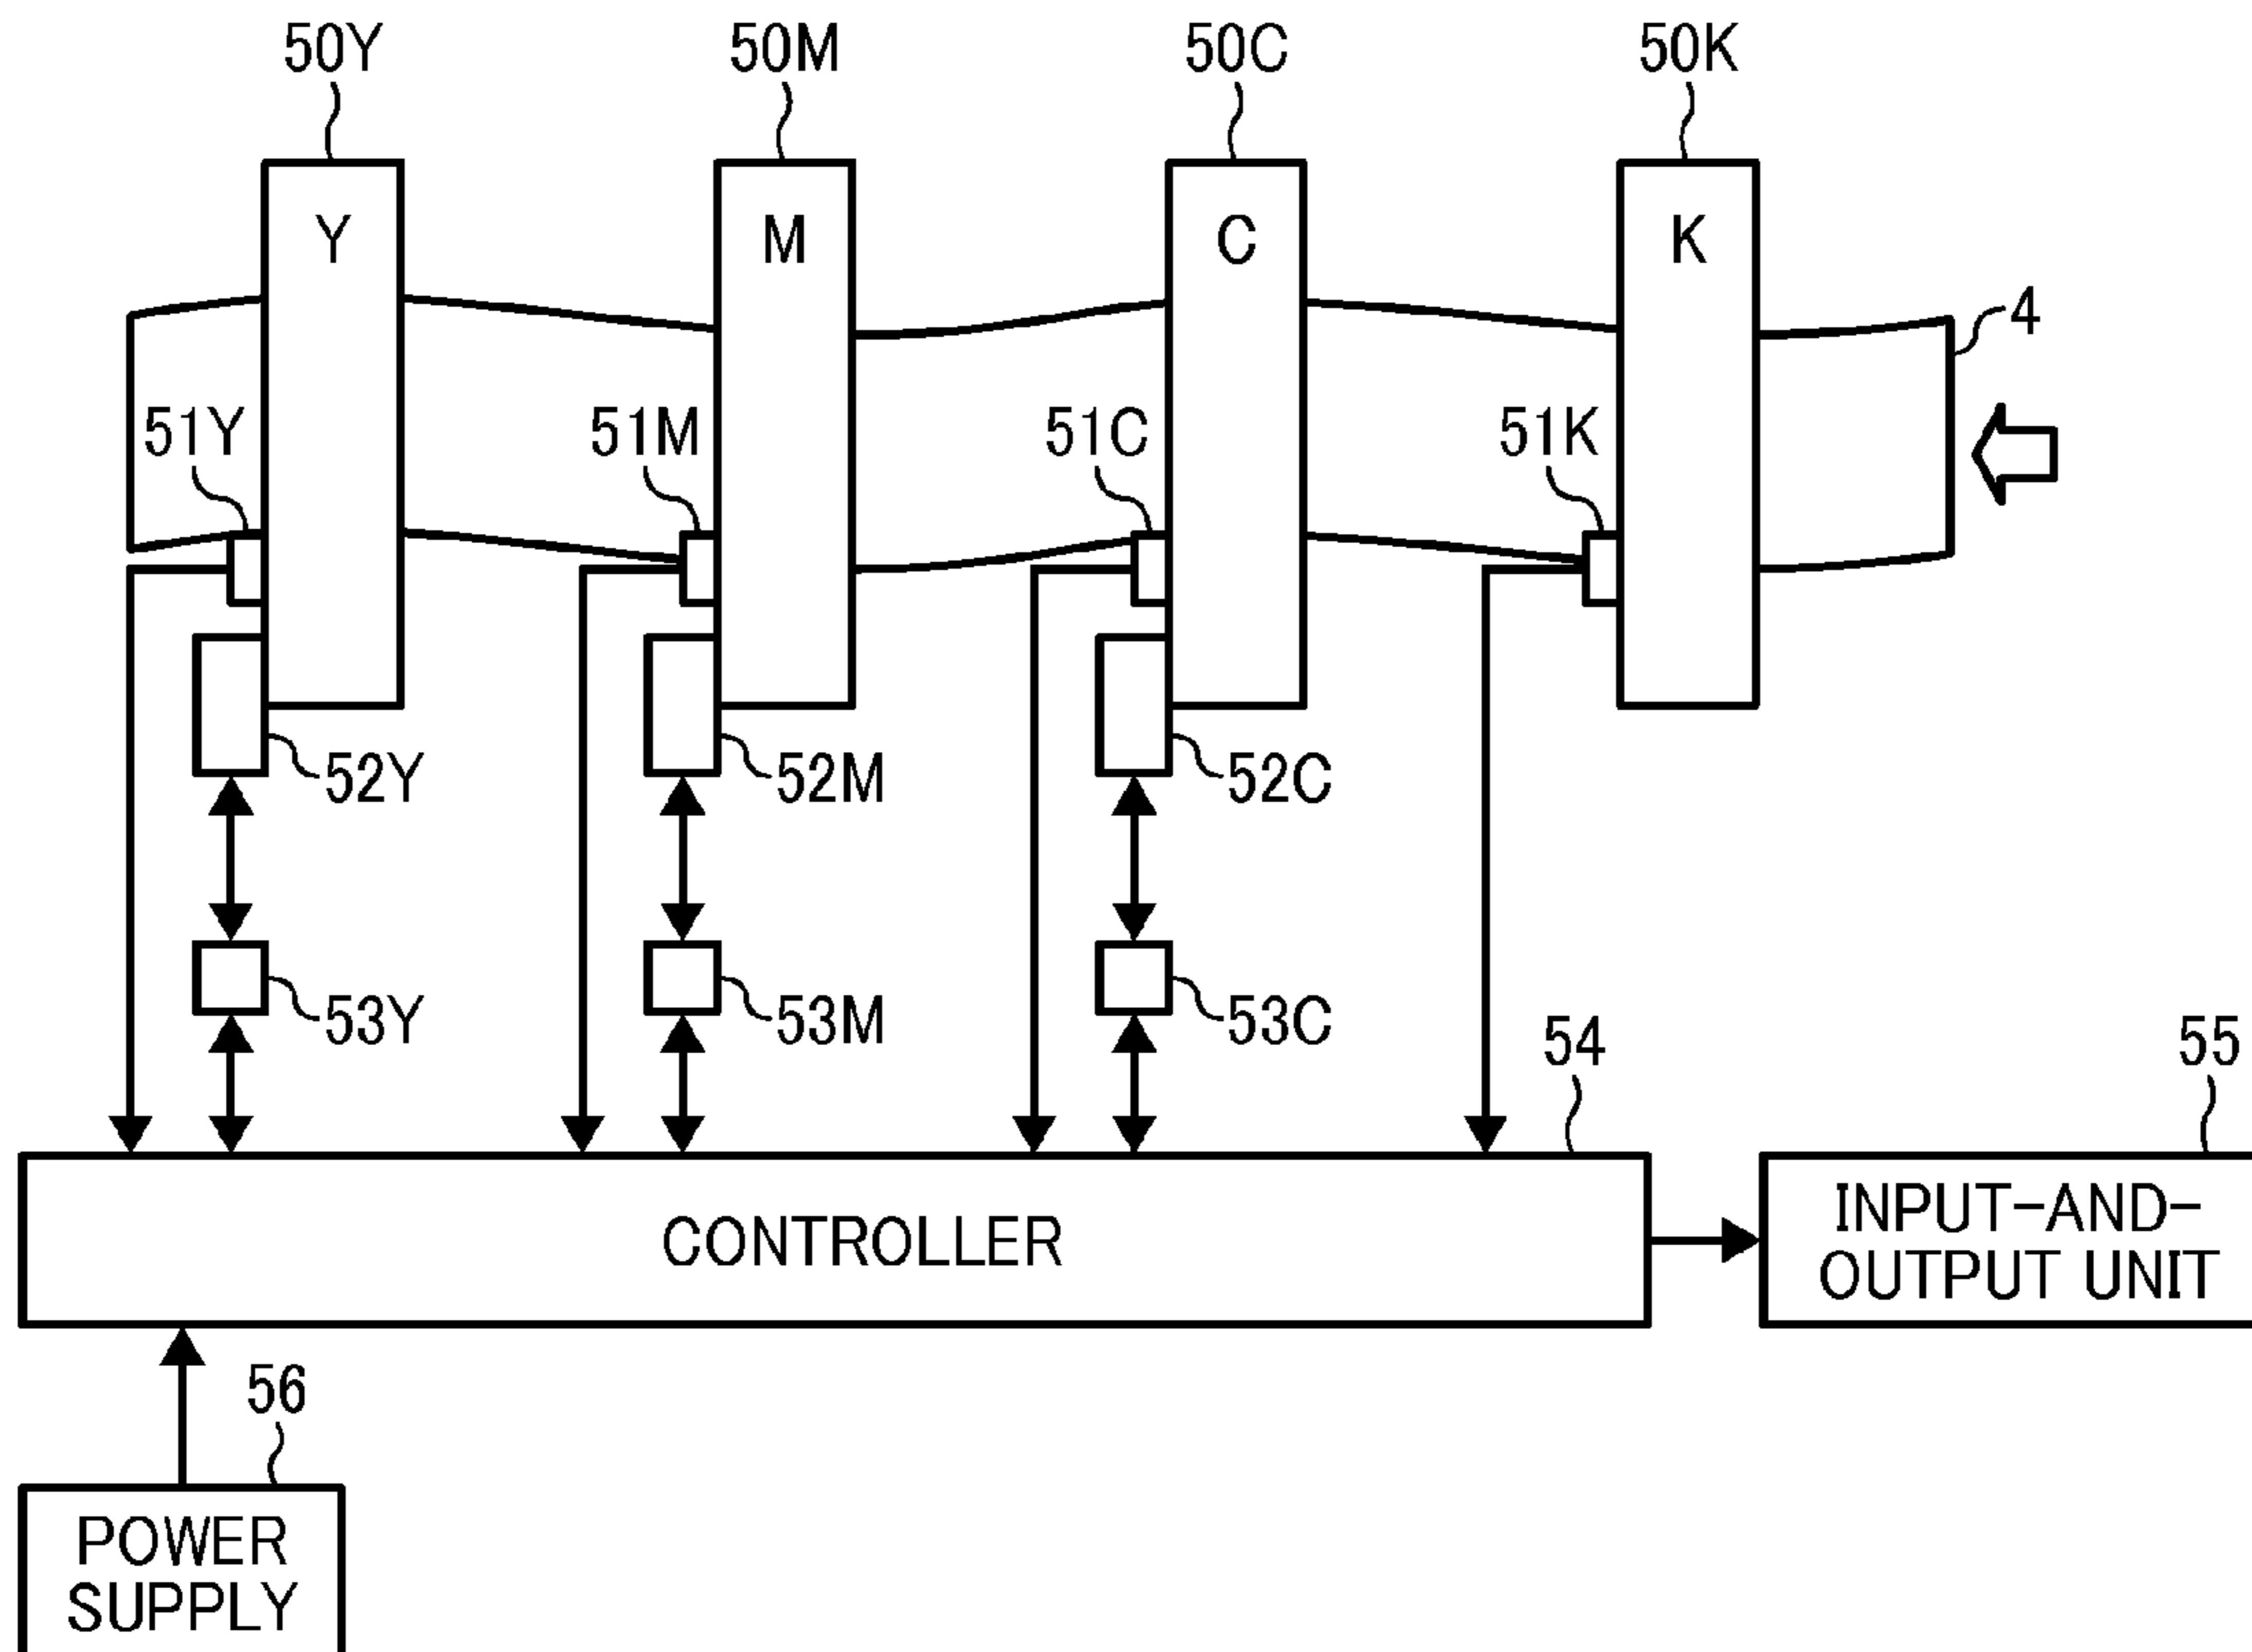 50Y 50M 50C 50K
Y M C K
4
51Y 51M 51C 51K
52Y 52M 52C
53Y 53M 53C
54 55
CONTROLLER
INPUT-AND-
OUTPUT UNIT
56
POWER
SUPPLY